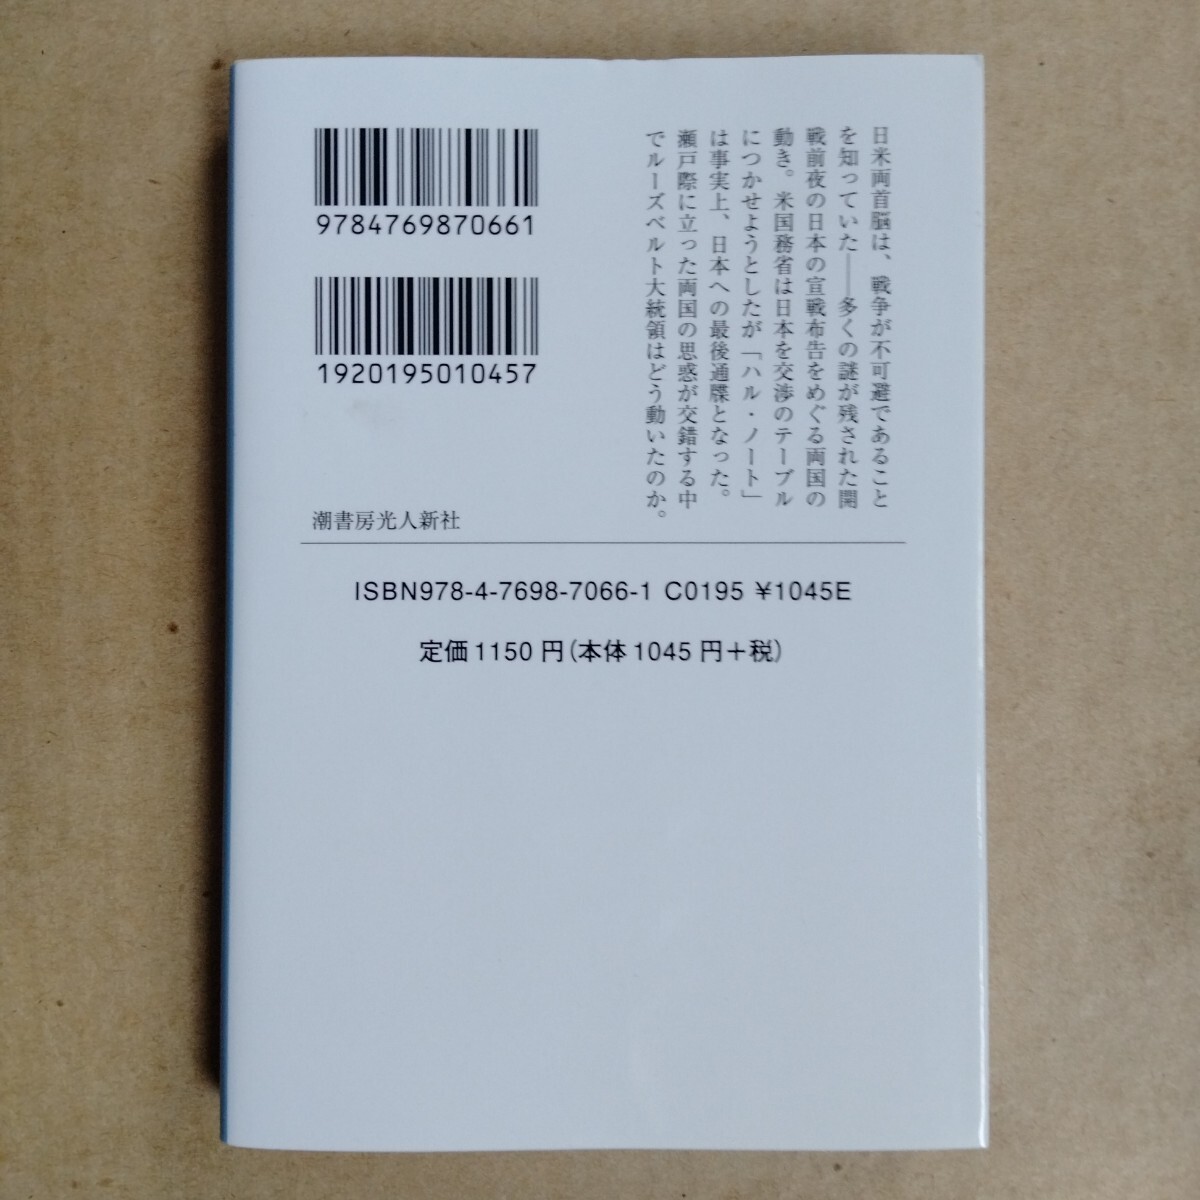 日米両首脳は、戦争が不可避であること
を知っていた――多くの謎が残された開
戦前夜の日本の宣戦布告をめぐる両国の
動き。米国務省は日本を交渉のテーブル
につかせようとしたが「ハル・ノート」
は事実上、日本への最後通牒となった。
瀬戸際に立った両国の思惑が交錯する中
でルーズベルト大統領はどう動いたのか。
9784769870661
1920195010457
潮書房光人新社
ISBN978-4-7698-7066-1 C0195 ¥1045E
定価1150円(本体1045円+税)